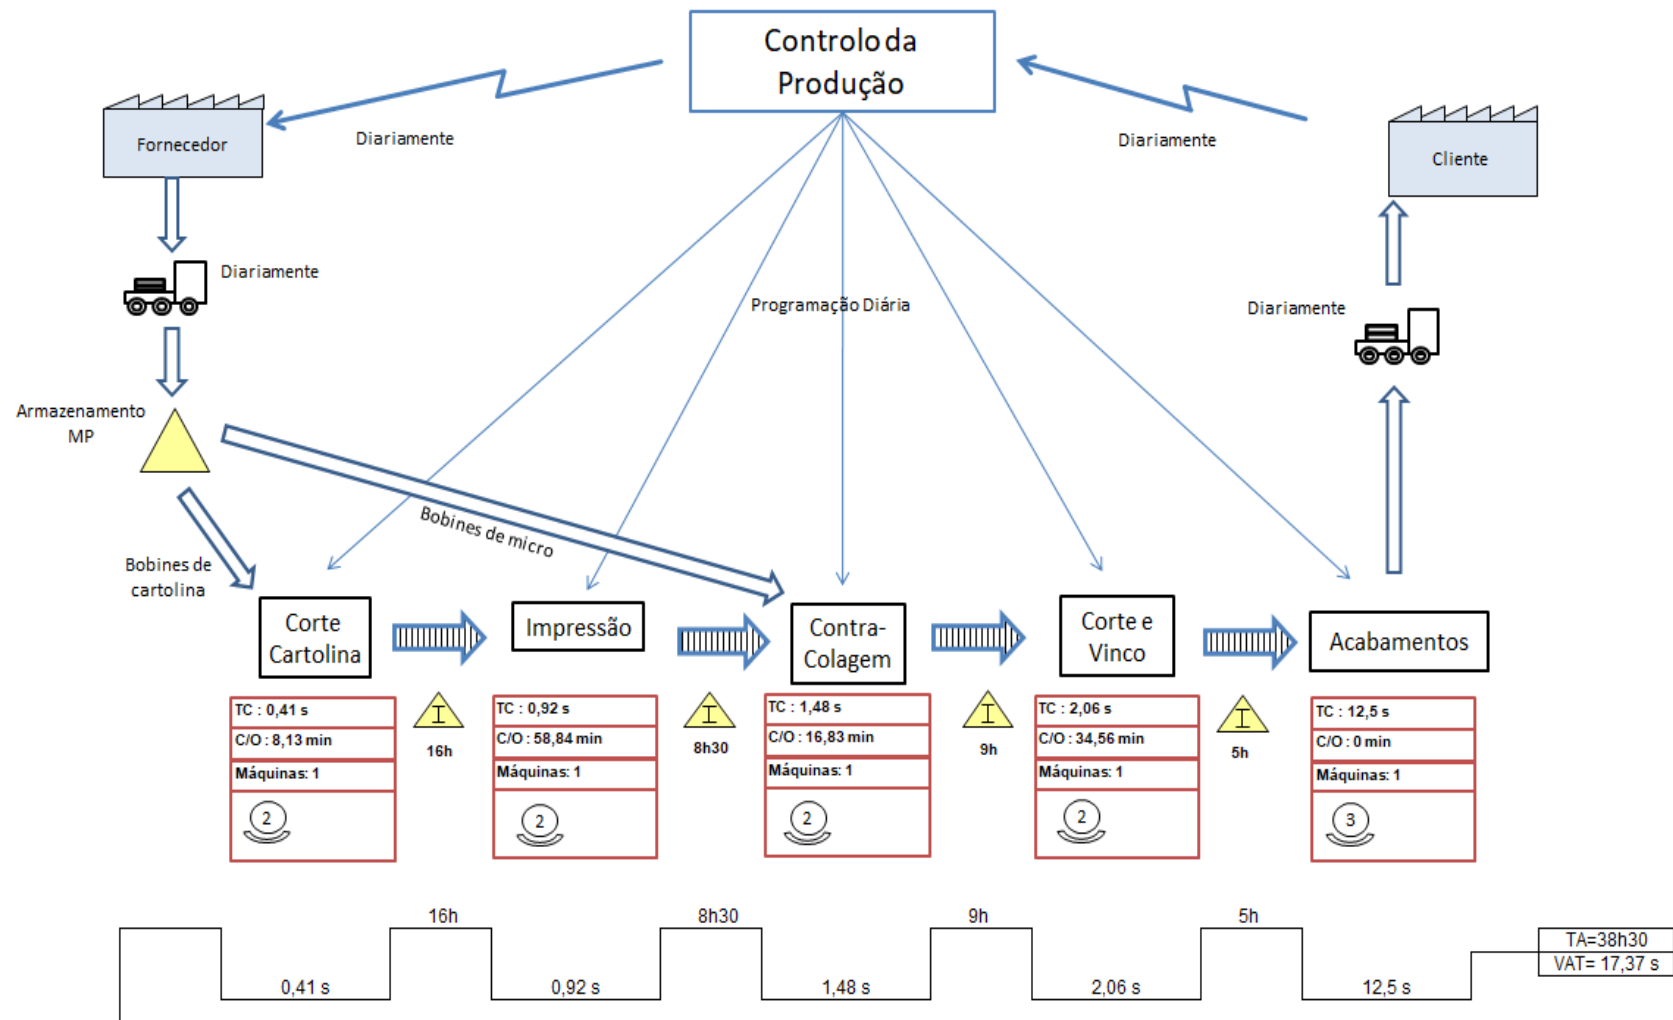 Controlo da
Produção
Fornecedor
Diariamente
Diariamente
Cliente
Diariamente
Programação Diária
Diariamente
Armazenamento
MP
Bobines de micro
Bobines de
cartolina
Corte
Cartolina
Impressão
Contra-
Colagem
Corte e
Vinco
Acabamentos
TC : 0,41 s
C/O : 8,13 min
Máquinas: 1
2
I
16h
TC : 0,92 s
C/O : 58,84 min
Máquinas: 1
2
I
8h30
TC : 1,48 s
C/O : 16,83 min
Máquinas: 1
2
I
9h
TC : 2,06 s
C/O : 34,56 min
Máquinas: 1
2
I
5h
TC : 12,5 s
C/O : 0 min
Máquinas: 1
3
16h
8h30
9h
5h
TA=38h30
VAT= 17,37 s
0,41 s
0,92 s
1,48 s
2,06 s
12,5 s